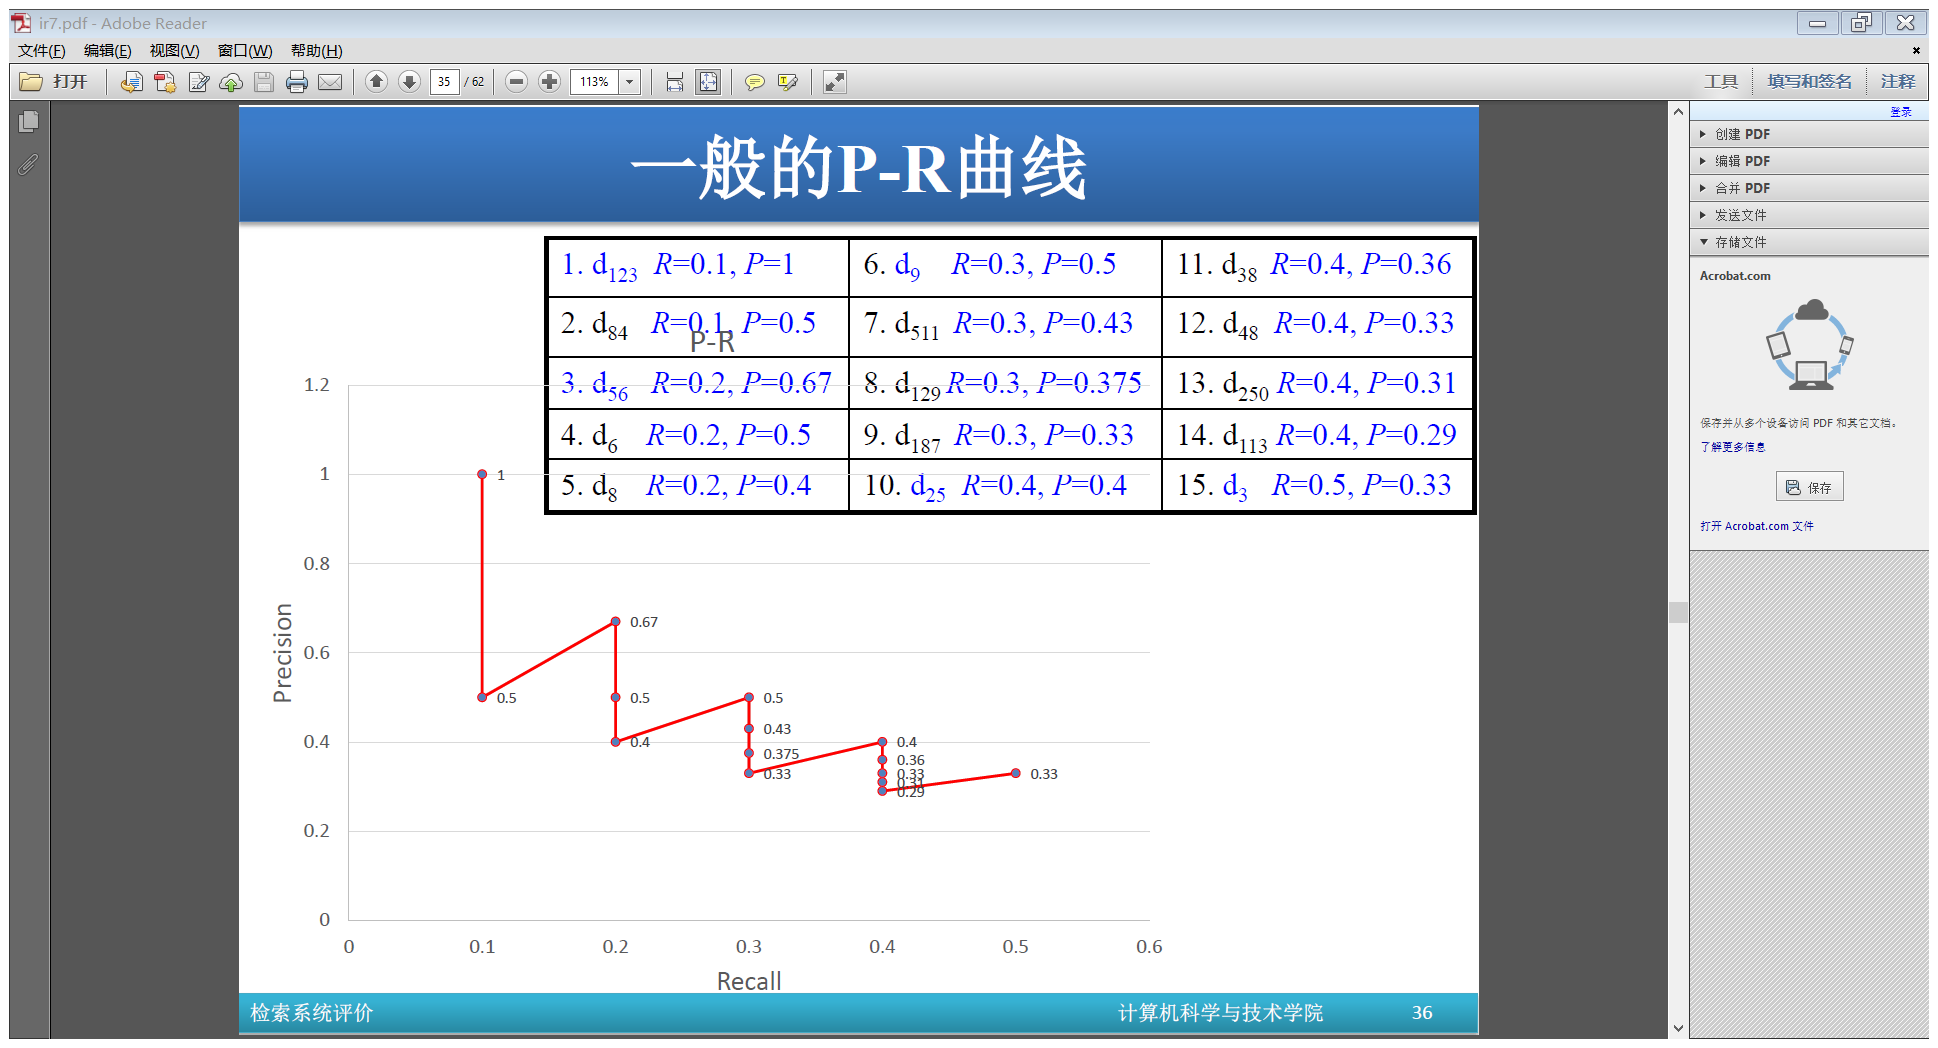 ir7.pdf - Adobe Reader
文件(F) 编辑(E) 视图(V) 窗口(W) 帮助(H)
打开 35 / 62 113% 工具 填写和签名 注释
登录
创建 PDF
编辑 PDF
合并 PDF
发送文件
存储文件
Acrobat.com
保存并从多个设备访问 PDF 和其它文档。
了解更多信息
保存
打开 Acrobat.com 文件
一般的P-R曲线
1. d123 R=0.1, P=1 6. d9 R=0.3, P=0.5 11. d38 R=0.4, P=0.36
2. d84 R=0.1, P=0.5 7. d511 R=0.3, P=0.43 12. d48 R=0.4, P=0.33
3. d56 R=0.2, P=0.67 8. d129 R=0.3, P=0.375 13. d250 R=0.4, P=0.31
4. d6 R=0.2, P=0.5 9. d187 R=0.3, P=0.33 14. d113 R=0.4, P=0.29
5. d8 R=0.2, P=0.4 10. d25 R=0.4, P=0.4 15. d3 R=0.5, P=0.33
P-R
1.2
1
0.8
0.6
0.4
0.2
0
Precision
1
0.5
0.67
0.5
0.4
0.5
0.43
0.375
0.33
0.4
0.36
0.33
0.31
0.29
0.33
0 0.1 0.2 0.3 0.4 0.5 0.6
Recall
检索系统评价 计算机科学与技术学院 36